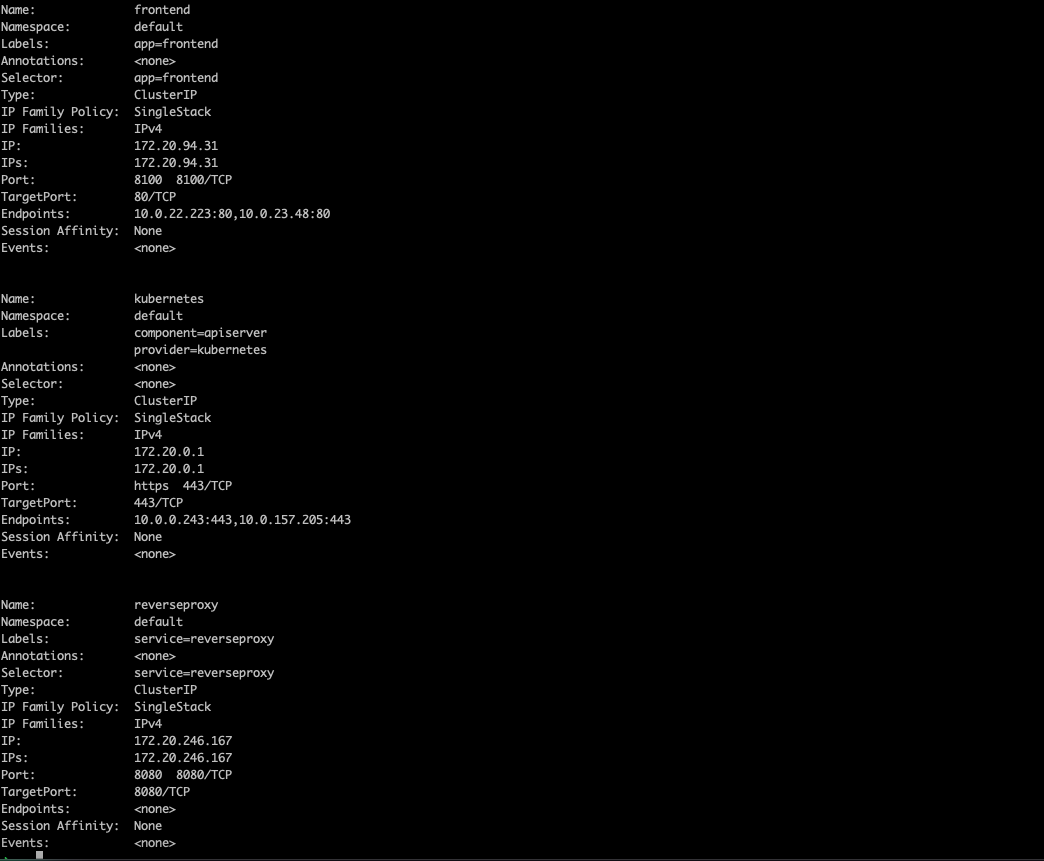 Name:              frontend
Namespace:         default
Labels:            app=frontend
Annotations:       <none>
Selector:          app=frontend
Type:              ClusterIP
IP Family Policy:  SingleStack
IP Families:       IPv4
IP:                172.20.94.31
IPs:               172.20.94.31
Port:              8100  8100/TCP
TargetPort:        80/TCP
Endpoints:         10.0.22.223:80,10.0.23.48:80
Session Affinity:  None
Events:            <none>
Name:              kubernetes
Namespace:         default
Labels:            component=apiserver
                   provider=kubernetes
Annotations:       <none>
Selector:          <none>
Type:              ClusterIP
IP Family Policy:  SingleStack
IP Families:       IPv4
IP:                172.20.0.1
IPs:               172.20.0.1
Port:              https  443/TCP
TargetPort:        443/TCP
Endpoints:         10.0.0.243:443,10.0.157.205:443
Session Affinity:  None
Events:            <none>
Name:              reverseproxy
Namespace:         default
Labels:            service=reverseproxy
Annotations:       <none>
Selector:          service=reverseproxy
Type:              ClusterIP
IP Family Policy:  SingleStack
IP Families:       IPv4
IP:                172.20.246.167
IPs:               172.20.246.167
Port:              8080  8080/TCP
TargetPort:        8080/TCP
Endpoints:         <none>
Session Affinity:  None
Events:            <none>